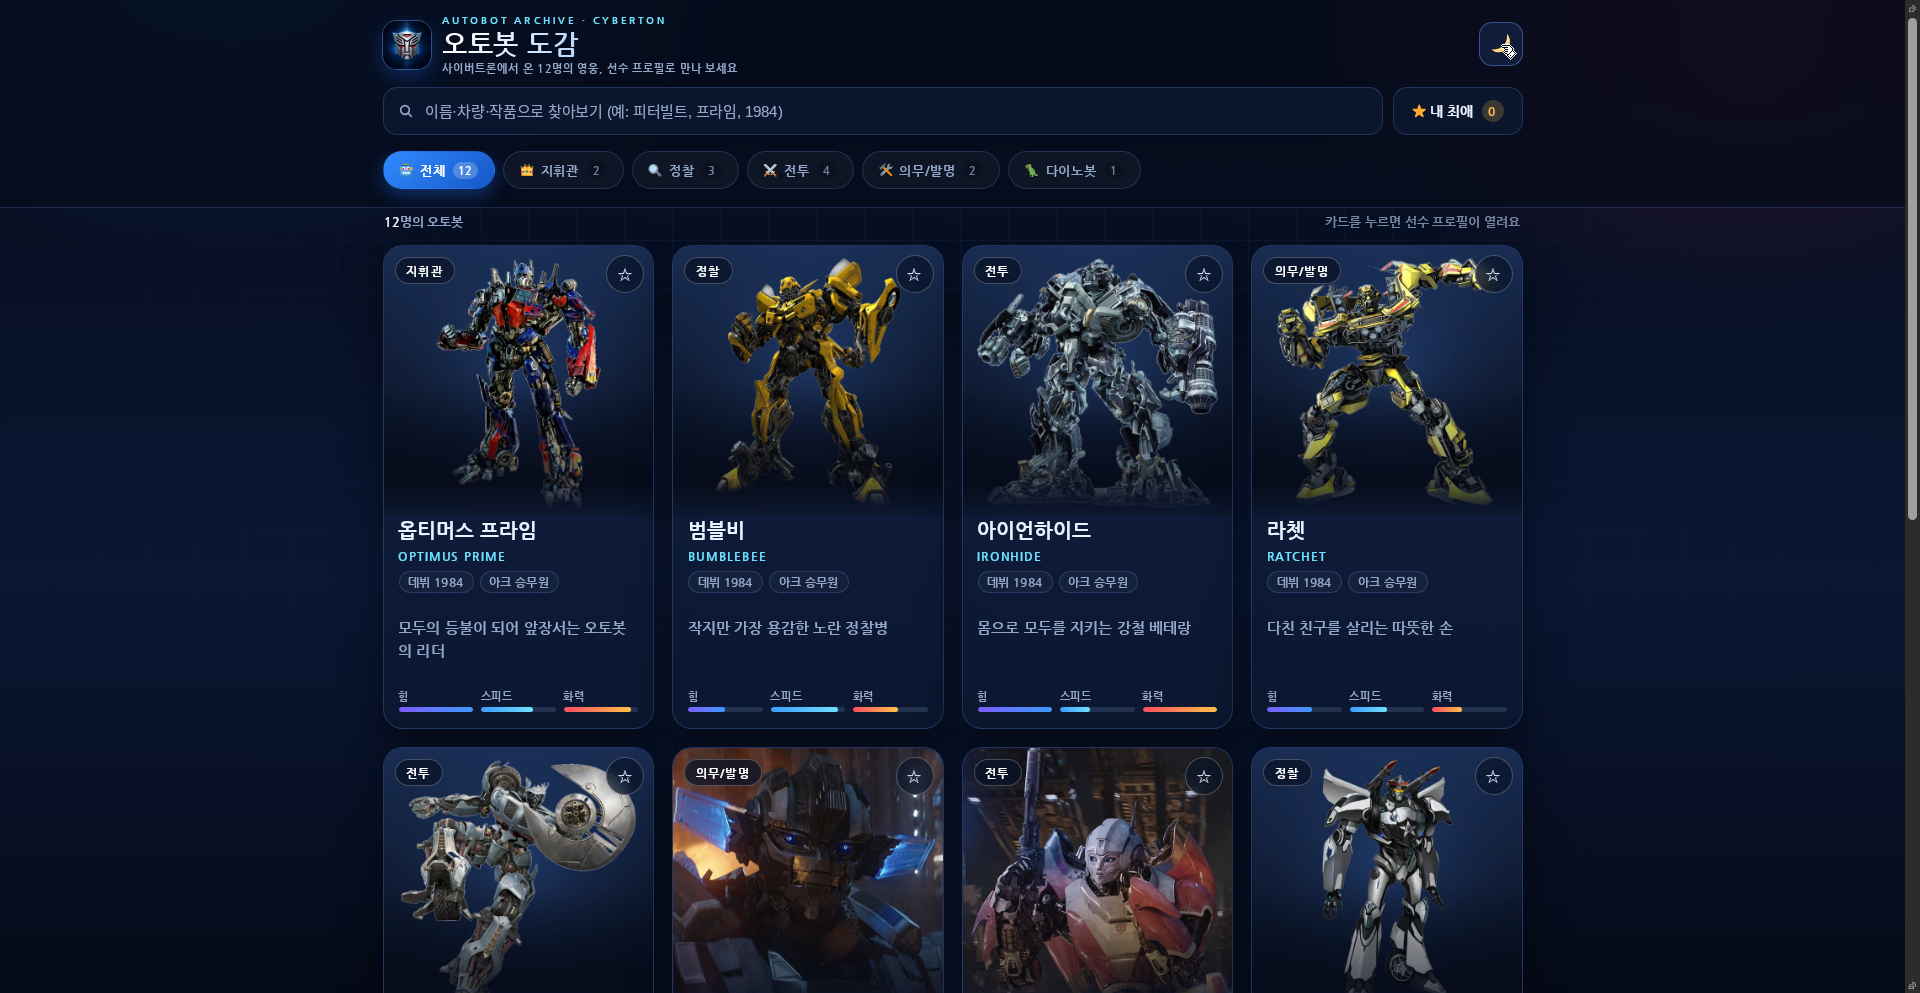 AUTOBOT ARCHIVE · CYBERTON
오토봇 도감
사이버트론에서 온 12명의 영웅, 선수 프로필로 만나 보세요
이름·차량·작품으로 찾아보기 (예: 피터빌트, 프라임, 1984)
내 최애 0
전체 12
지휘관 2
정찰 3
전투 4
의무/발명 2
다이노봇 1
12명의 오토봇
카드를 누르면 선수 프로필이 열려요
지휘관
옵티머스 프라임
OPTIMUS PRIME
데뷔 1984 아크 승무원
모두의 등불이 되어 앞장서는 오토봇
의 리더
힘 스피드 화력
정찰
범블비
BUMBLEBEE
데뷔 1984 아크 승무원
작지만 가장 용감한 노란 정찰병
힘 스피드 화력
전투
아이언하이드
IRONHIDE
데뷔 1984 아크 승무원
몸으로 모두를 지키는 강철 베테랑
힘 스피드 화력
의무/발명
라쳇
RATCHET
데뷔 1984 아크 승무원
다친 친구를 살리는 따뜻한 손
힘 스피드 화력
전투
의무/발명
전투
정찰